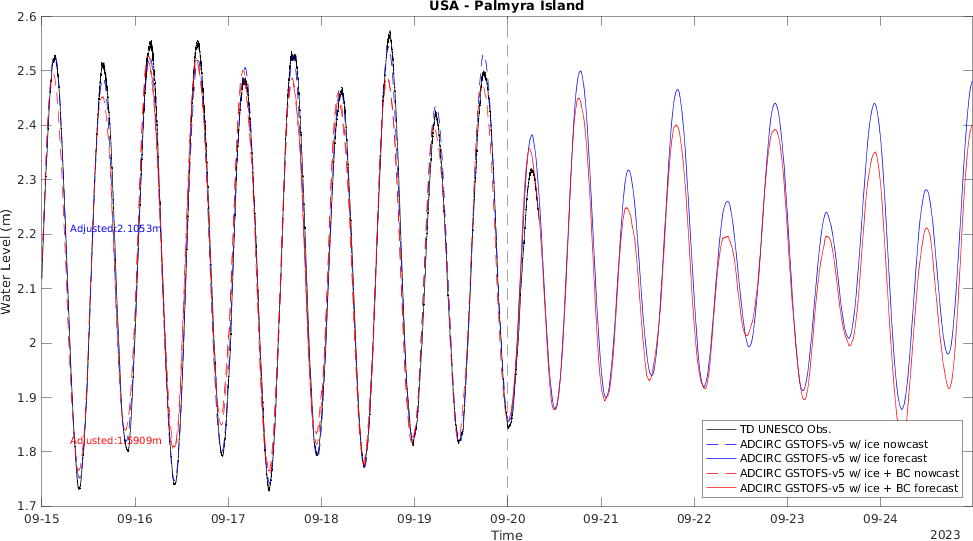 USA - Palmyra Island
2.6
2.5
2.4
2.3
2.2
2.1
2
1.9
1.8
1.7
Water Level (m)
Adjusted:2.1053m
Adjusted:1.5909m
TD UNESCO Obs.
ADCIRC GSTOFS-v5 w/ ice nowcast
ADCIRC GSTOFS-v5 w/ ice forecast
ADCIRC GSTOFS-v5 w/ ice + BC nowcast
ADCIRC GSTOFS-v5 w/ ice + BC forecast
09-15 09-16 09-17 09-18 09-19 09-20 09-21 09-22 09-23 09-24
Time
2023